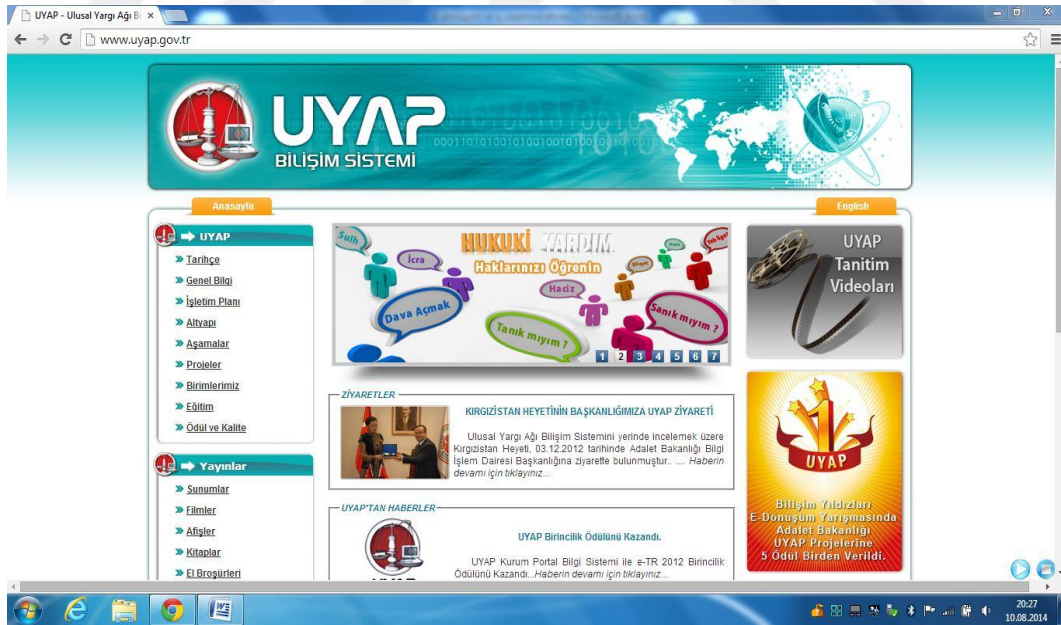 UYAP - Ulusal Yargı Ağı B
www.uyap.gov.tr
UYAP
BİLİŞİM SİSTEMİ
Anasayfa
English
UYAP
Tarihçe
Genel Bilgi
İşletim Planı
Altyapı
Aşamalar
Projeler
Birimlerimiz
Eğitim
Ödül ve Kalite
Yayınlar
Sunumlar
Filmler
Afişler
Kitaplar
El Broşürleri
HUKUKİ YARDIM
Haklarınızı Öğrenin
Sulh
İcra
Dava Açmak
Haciz
Tanık mıyım ?
Sanık mıyım ?
1 2 3 4 5 6 7
ZİYARETLER
KIRGIZİSTAN HEYETİNİN BAŞKANLIĞIMIZA UYAP ZİYARETİ
Ulusal Yargı Ağı Bilişim Sistemini yerinde incelemek üzere
Kırgızistan Heyeti, 03.12.2012 tarihinde Adalet Bakanlığı Bilgi
İşlem Dairesi Başkanlığına ziyarette bulunmuştur.. .... Haberin
devamı için tıklayınız...
UYAP'TAN HABERLER
UYAP Birincilik Ödülünü Kazandı.
UYAP Kurum Portal Bilgi Sistemi ile e-TR 2012 Birincilik
Ödülünü Kazandı...Haberin devamı için tıklayınız...
UYAP
Tanitim
Videoları
1
UYAP
Bilişim Yıldızları
E-Dönüşüm Yarışmasında
Adalet Bakanlığı
UYAP Projelerine
5 Ödül Birden Verildi.
20:27
10.08.2014